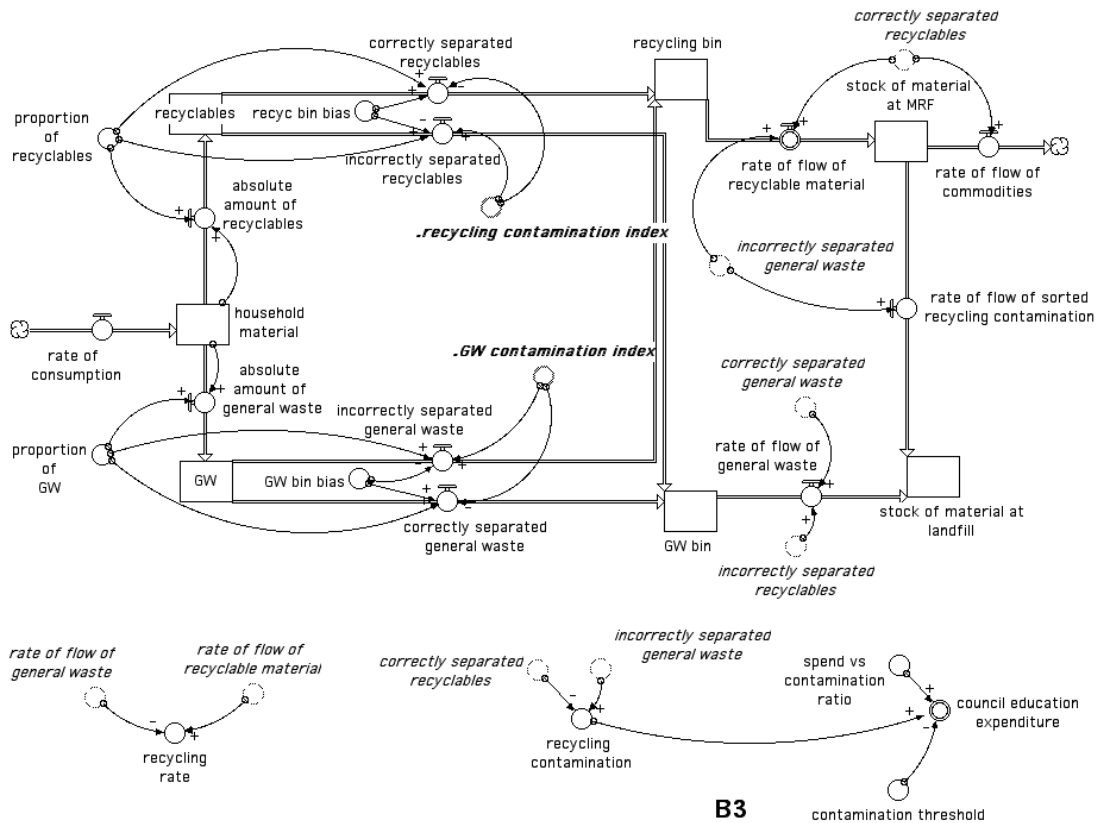 correctly separated
recyclables
recycling bin
correctly separated
recyclables
stock of material
at MRF
recyclables
recyc bin bias
proportion
of
recyclables
incorrectly separated
recyclables
rate of flow of
recyclable material
rate of flow of
commodities
absolute
amount of
recyclables
.recycling contamination index
incorrectly separated
general waste
household
material
rate of flow of sorted
recycling contamination
rate of
consumption
.GW contamination index
absolute
amount of
general waste
correctly separated
general waste
incorrectly separated
general waste
proportion
of
GW
rate of flow of
general waste
GW
GW bin bias
correctly separated
general waste
GW bin
stock of material at
landfill
incorrectly separated
recyclables
rate of flow of
general waste
rate of flow of
recyclable material
recycling
rate
correctly separated
recyclables
incorrectly separated
general waste
recycling
contamination
spend vs
contamination
ratio
council education
expenditure
contamination threshold
B3